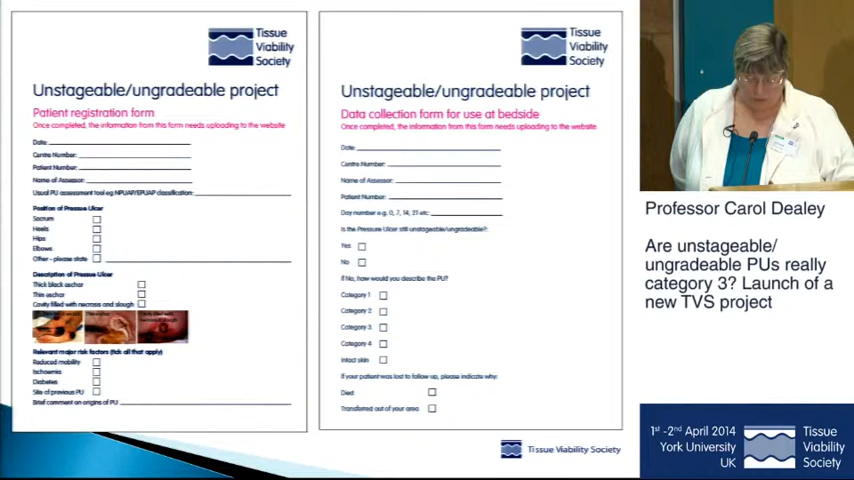 Tissue
Viability
Society
Unstageable/ungradeable project
Patient registration form
Once completed, the information from this form needs uploading to the website
Date:
Centre Number:
Patient Number:
Name of Assessor:
Usual PU assessment tool eg NPUAP/EPUAP classification:
Position of Pressure Ulcer
Sacrum
Heels
Hips
Elbows
Other - please state
Description of Pressure Ulcer
Thick black eschar
Thin eschar
Cavity filled with necrosis and slough
Relevant major risk factors (tick all that apply)
Reduced mobility
Ischaemia
Diabetes
Site of previous PU
Brief comment on origins of PU
Tissue
Viability
Society
Unstageable/ungradeable project
Data collection form for use at bedside
Once completed, the information from this form needs uploading to the website
Date:
Centre Number:
Name of Assessor:
Patient Number:
Day number e.g. 0, 7, 14, 21 etc:
Is the Pressure Ulcer still unstageable/ungradeable?:
Yes
No
If No, how would you describe the PU?
Category 1
Category 2
Category 3
Category 4
Intact skin
If your patient was lost to follow up, please indicate why:
Died
Transferred out of your area
Tissue Viability Society
Professor Carol Dealey
Are unstageable/
ungradeable PUs really
category 3? Launch of a
new TVS project
1st -2nd April 2014
York University
UK
Tissue
Viability
Society